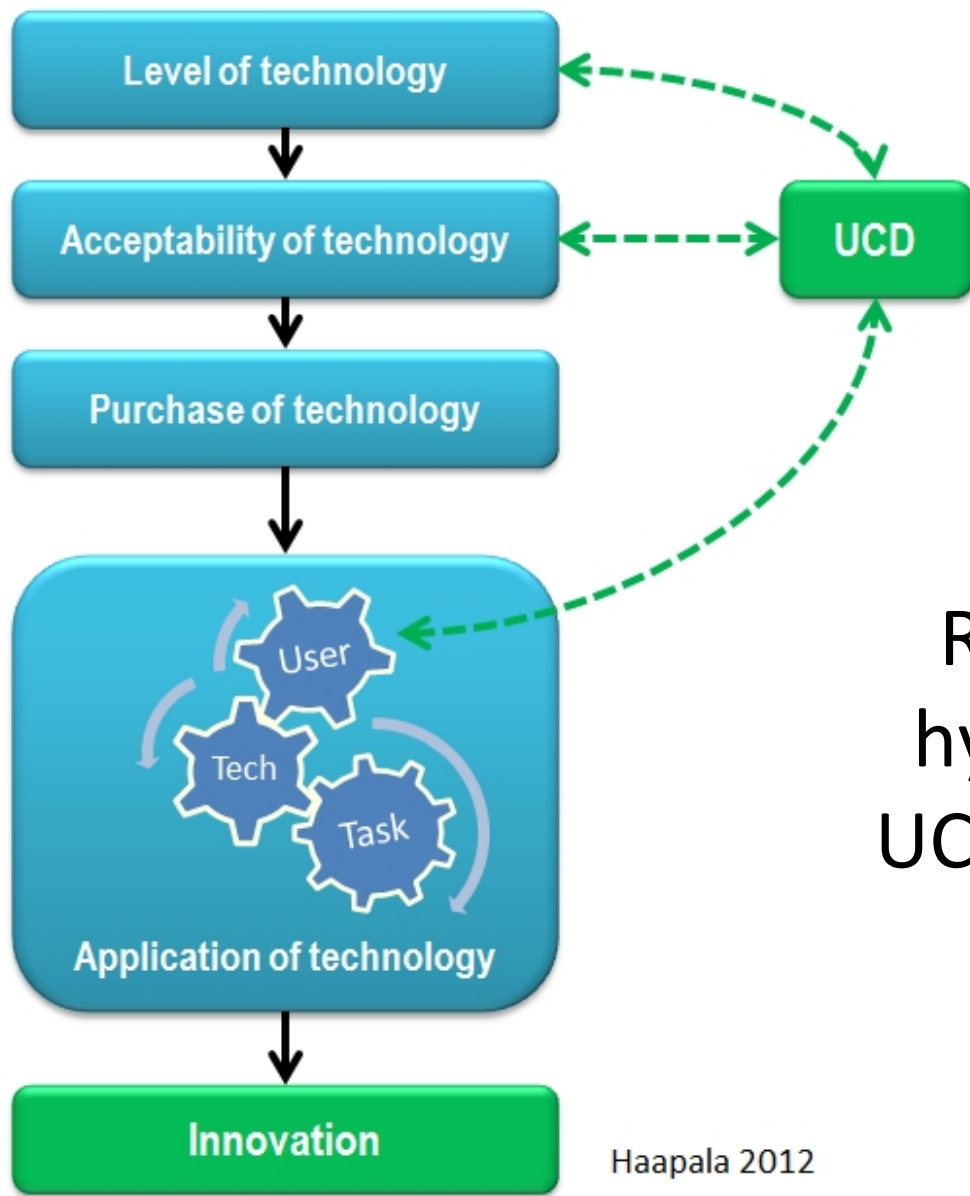 Level of technology
Acceptability of technology
UCD
Purchase of technology
User
Tech
Task
Application of technology
Innovation
Haapala 2012